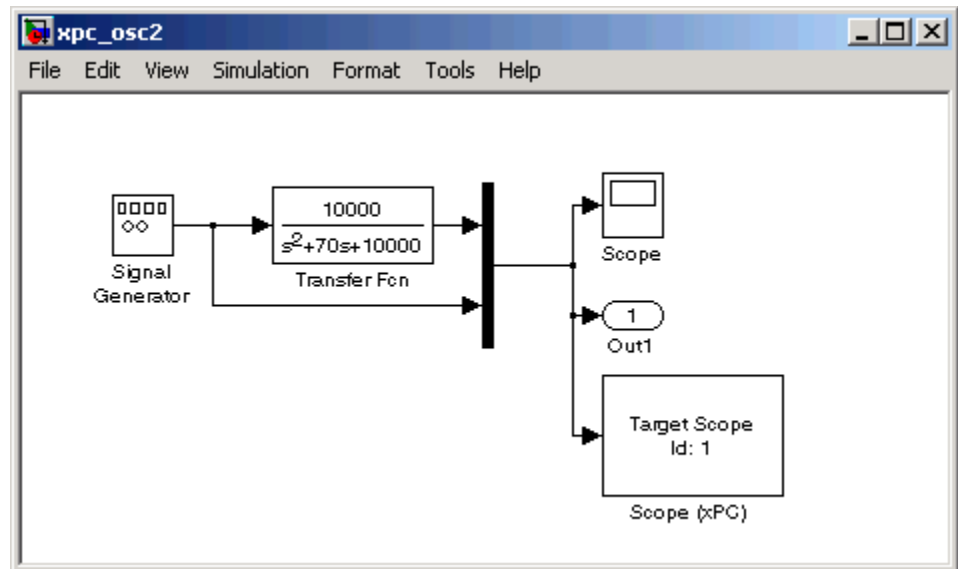 xpc_osc2
File Edit View Simulation Format Tools Help
10000
s²+70s+10000
Transfer Fcn
Signal
Generator
Scope
1
Out1
Target Scope
Id: 1
Scope (xPC)